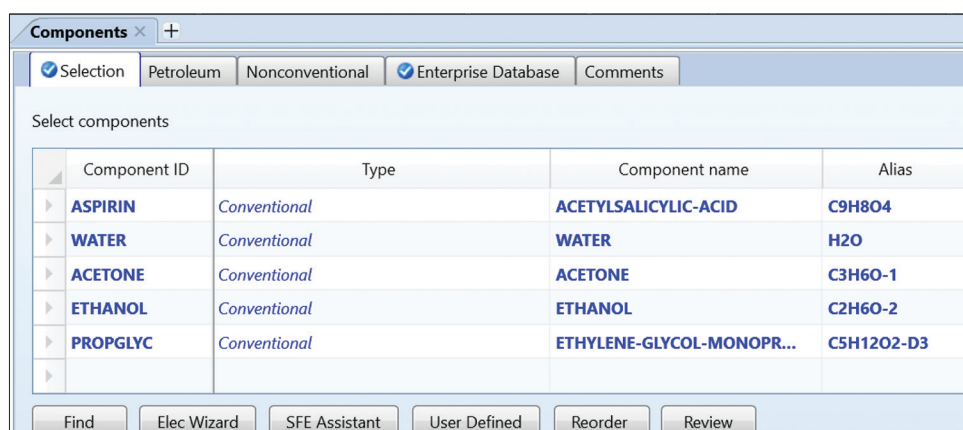 Components × +
Selection Petroleum Nonconventional Enterprise Database Comments
Select components
Component ID Type Component name Alias
ASPIRIN Conventional ACETYLSALICYLIC-ACID C9H8O4
WATER Conventional WATER H2O
ACETONE Conventional ACETONE C3H6O-1
ETHANOL Conventional ETHANOL C2H6O-2
PROPGLYC Conventional ETHYLENE-GLYCOL-MONOPR... C5H12O2-D3
Find Elec Wizard SFE Assistant User Defined Reorder Review